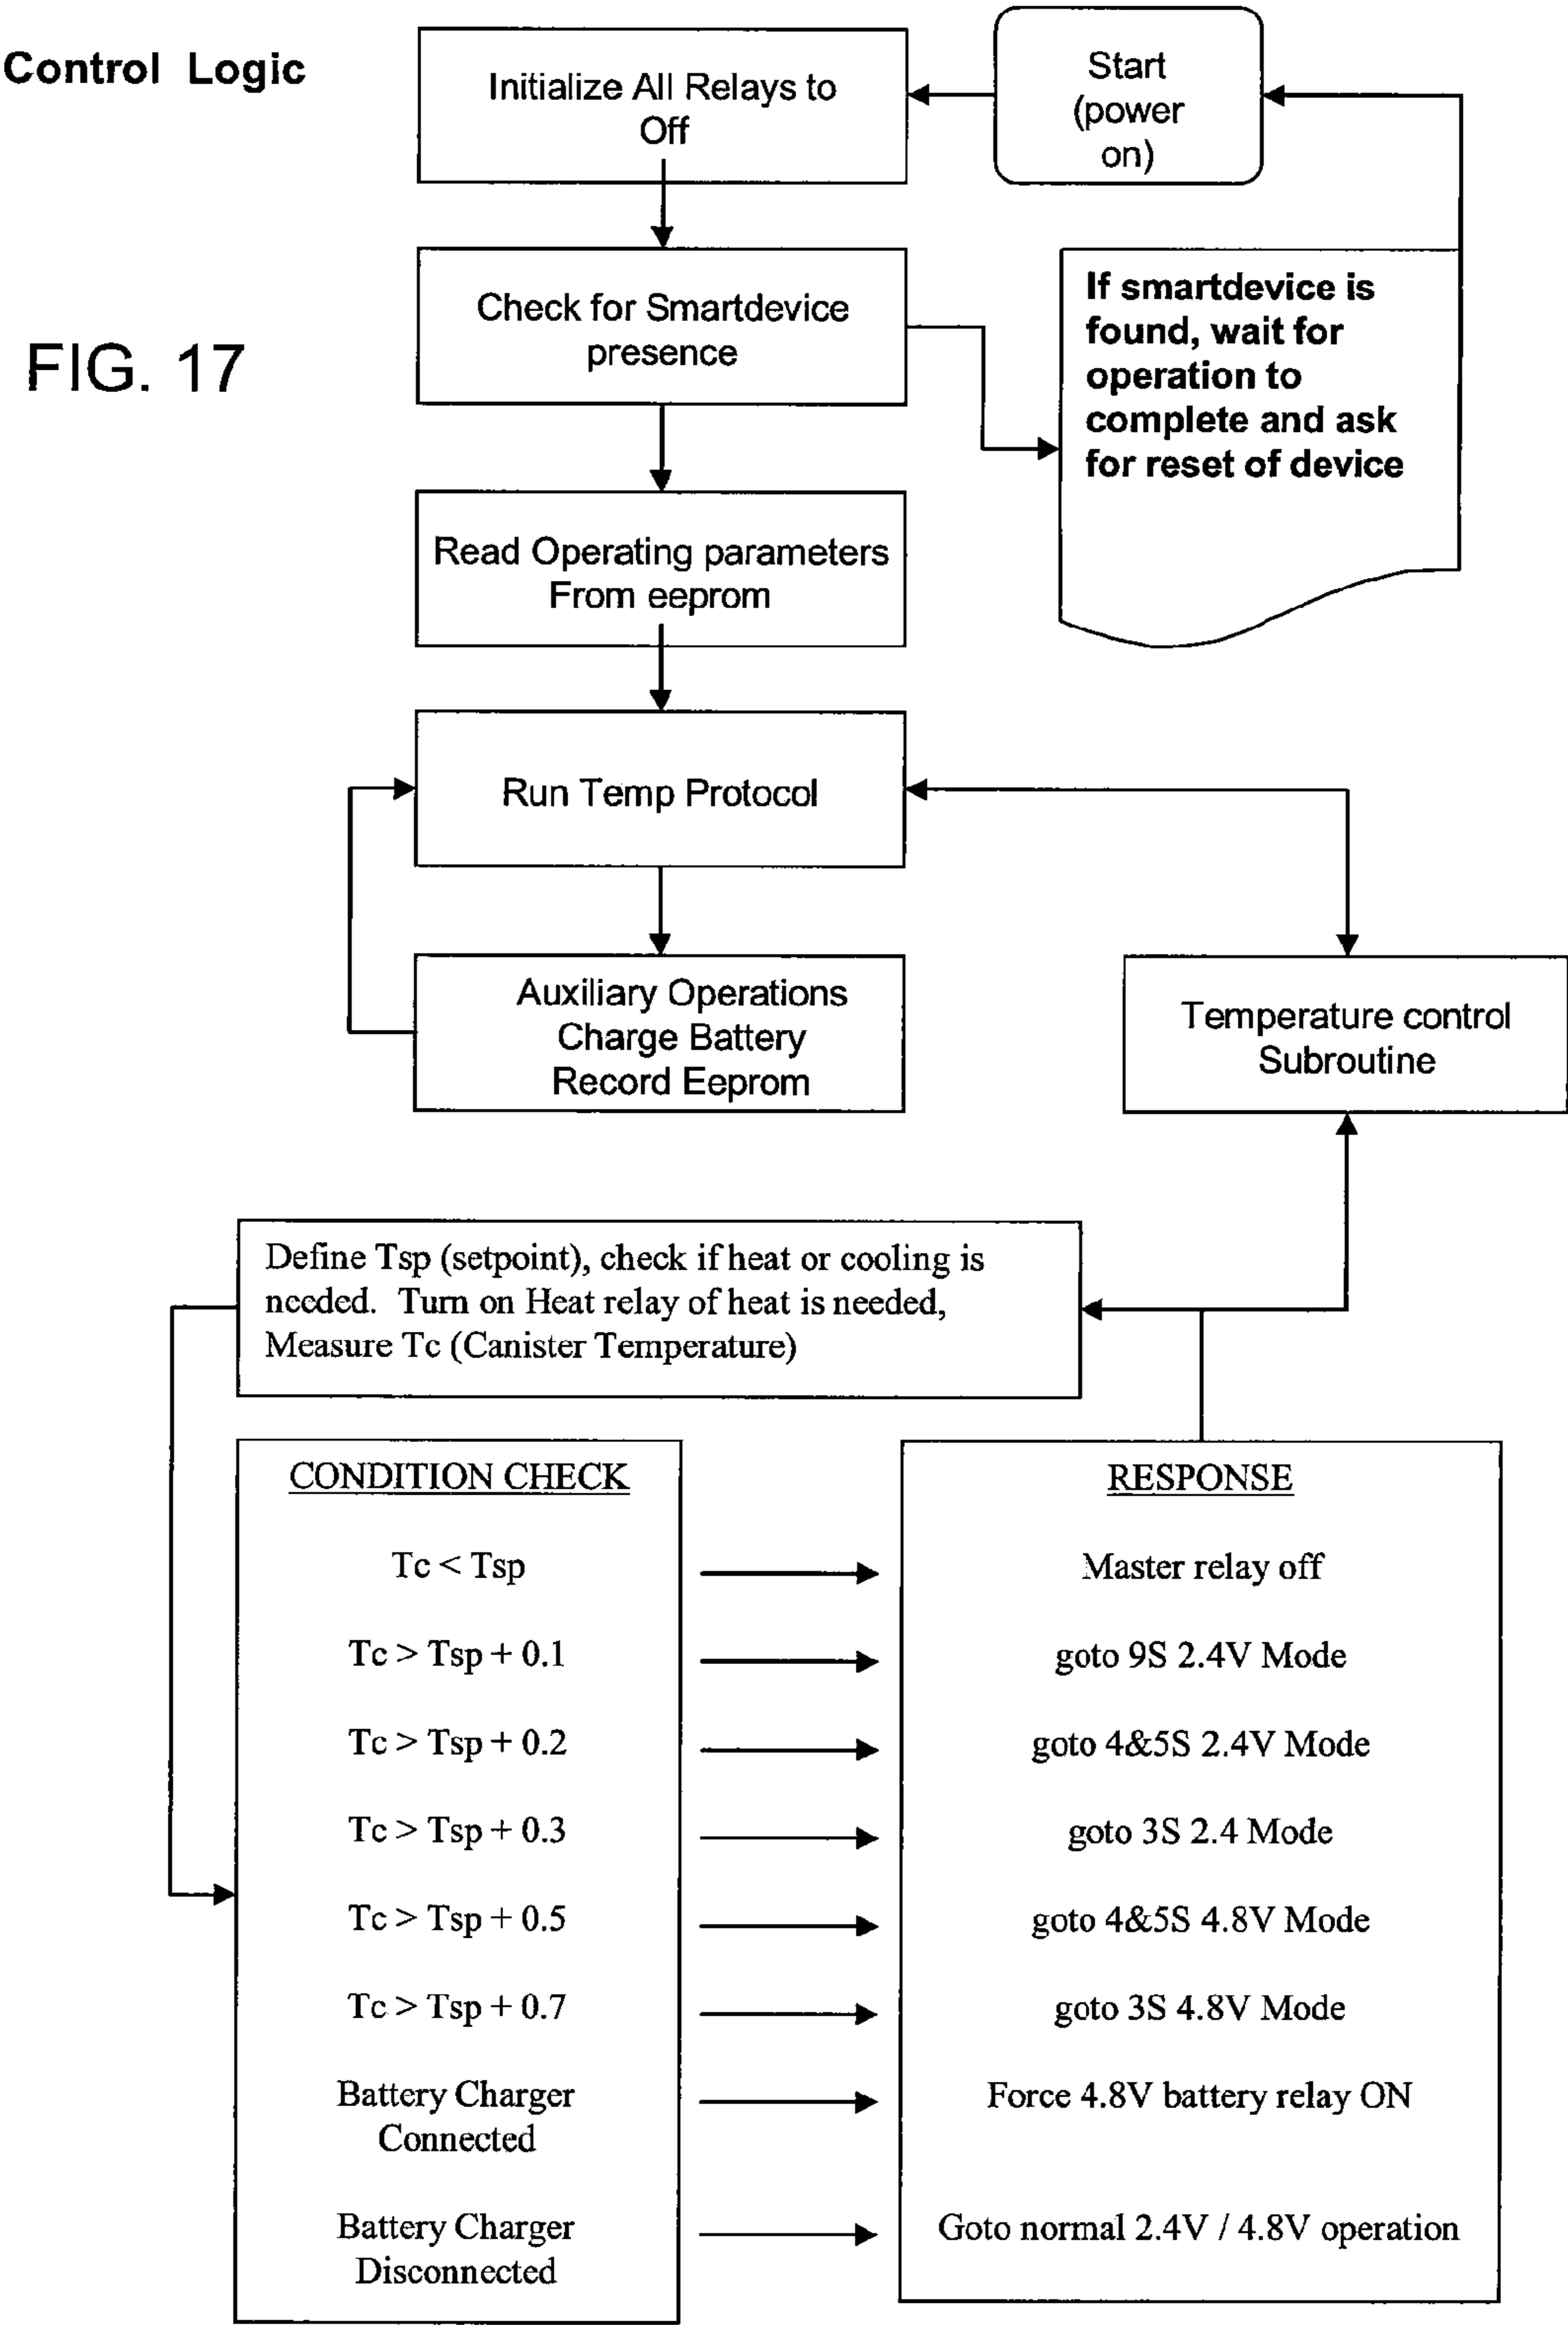 Control Logic
Initialize All Relays to
Off
Start
(power
on)
FIG. 17
Check for Smartdevice
presence
If smartdevice is
found, wait for
operation to
complete and ask
for reset of device
Read Operating parameters
From eeprom
Run Temp Protocol
Auxiliary Operations
Charge Battery
Record Eeprom
Temperature control
Subroutine
Define Tsp (setpoint), check if heat or cooling is
needed. Turn on Heat relay of heat is needed,
Measure Tc (Canister Temperature)
CONDITION CHECK
RESPONSE
Tc < Tsp
Master relay off
Tc > Tsp + 0.1
goto 9S 2.4V Mode
Tc > Tsp + 0.2
goto 4&5S 2.4V Mode
Tc > Tsp + 0.3
goto 3S 2.4 Mode
Tc > Tsp + 0.5
goto 4&5S 4.8V Mode
Tc > Tsp + 0.7
goto 3S 4.8V Mode
Battery Charger
Connected
Force 4.8V battery relay ON
Battery Charger
Disconnected
Goto normal 2.4V / 4.8V operation